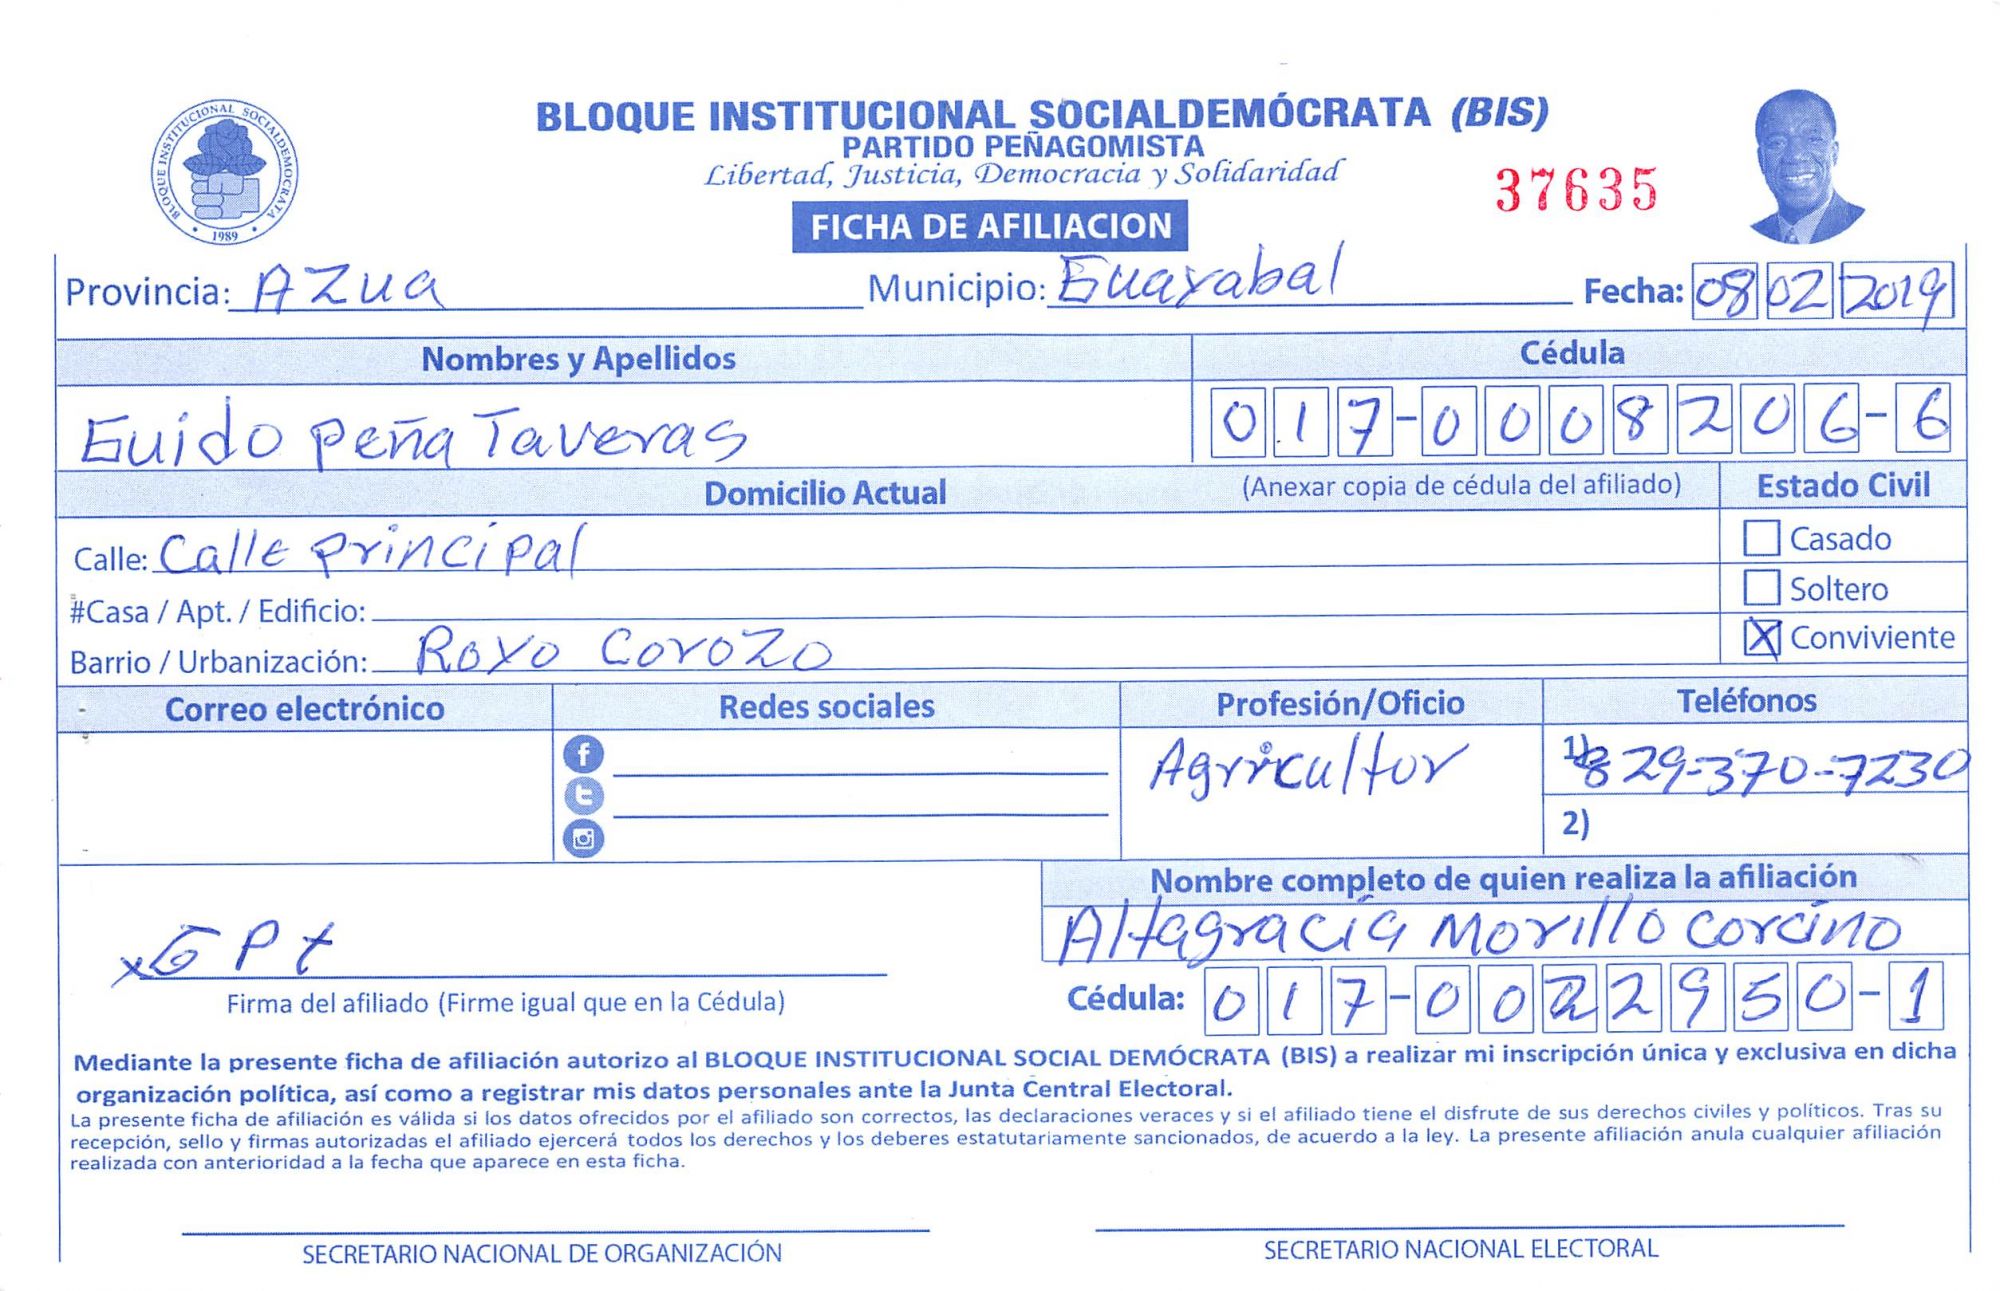 BLOQUE INSTITUCIONAL SOCIALDEMÓCRATA (BIS)
PARTIDO PEÑAGOMISTA
Libertad, Justicia, Democracia y Solidaridad
37635
BLOQUE INSTITUCIONAL SOCIALDEMOCRATA
1989
FICHA DE AFILIACION
Provincia: AZUA Municipio: Guayabal Fecha: 08 02 2019
Nombres y Apellidos Cédula
Guido Peña Taveras 017-0008206-6
Domicilio Actual (Anexar copia de cédula del afiliado) Estado Civil
Calle: Calle principal Casado
#Casa / Apt. / Edificio: Soltero
Barrio / Urbanización: Royo Corozo X Conviviente
Correo electrónico Redes sociales Profesión/Oficio Teléfonos
Agricultor 1) 829-370-7230
2)
Nombre completo de quien realiza la afiliación
Altagracia Morillo Corcino
x G P t
Firma del afiliado (Firme igual que en la Cédula) Cédula: 017-0022950-1
Mediante la presente ficha de afiliación autorizo al BLOQUE INSTITUCIONAL SOCIAL DEMÓCRATA (BIS) a realizar mi inscripción única y exclusiva en dicha
organización política, así como a registrar mis datos personales ante la Junta Central Electoral.
La presente ficha de afiliación es válida si los datos ofrecidos por el afiliado son correctos, las declaraciones veraces y si el afiliado tiene el disfrute de sus derechos civiles y políticos. Tras su
recepción, sello y firmas autorizadas el afiliado ejercerá todos los derechos y los deberes estatutariamente sancionados, de acuerdo a la ley. La presente afiliación anula cualquier afiliación
realizada con anterioridad a la fecha que aparece en esta ficha.
SECRETARIO NACIONAL DE ORGANIZACIÓN SECRETARIO NACIONAL ELECTORAL